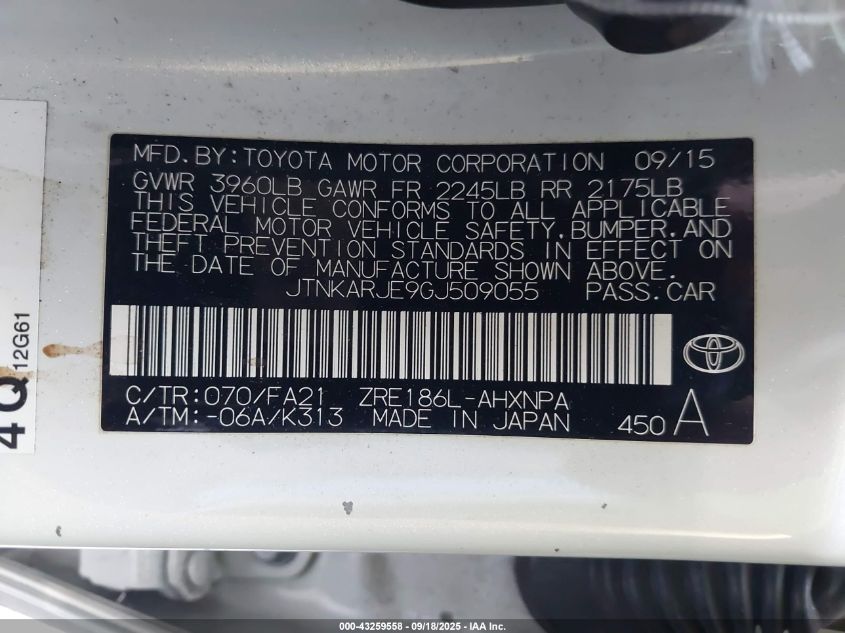 MFD.BY:TOYOTA MOTOR CORPORATION 09/15
GVWR 3960LB GAWR FR 2245LB RR 2175LB
THIS VEHICLE CONFORMS TO ALL APPLICABLE
FEDERAL MOTOR VEHICLE SAFETY,BUMPER,AND
THEFT PREVENTION STANDARDS IN EFFECT ON
THE DATE OF MANUFACTURE SHOWN ABOVE.
JTNKARJE9GJ509055 PASS.CAR
C/TR:070/FA21 ZRE186L-AHXNPA
A/TM:-06A/K313 MADE IN JAPAN 450 A
4Q
12G61
000-43259558 - 09/18/2025 - IAA Inc.